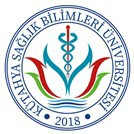 KÜTAHYA SAĞLIK BİLİMLERİ ÜNİVERSİTESİ
2018